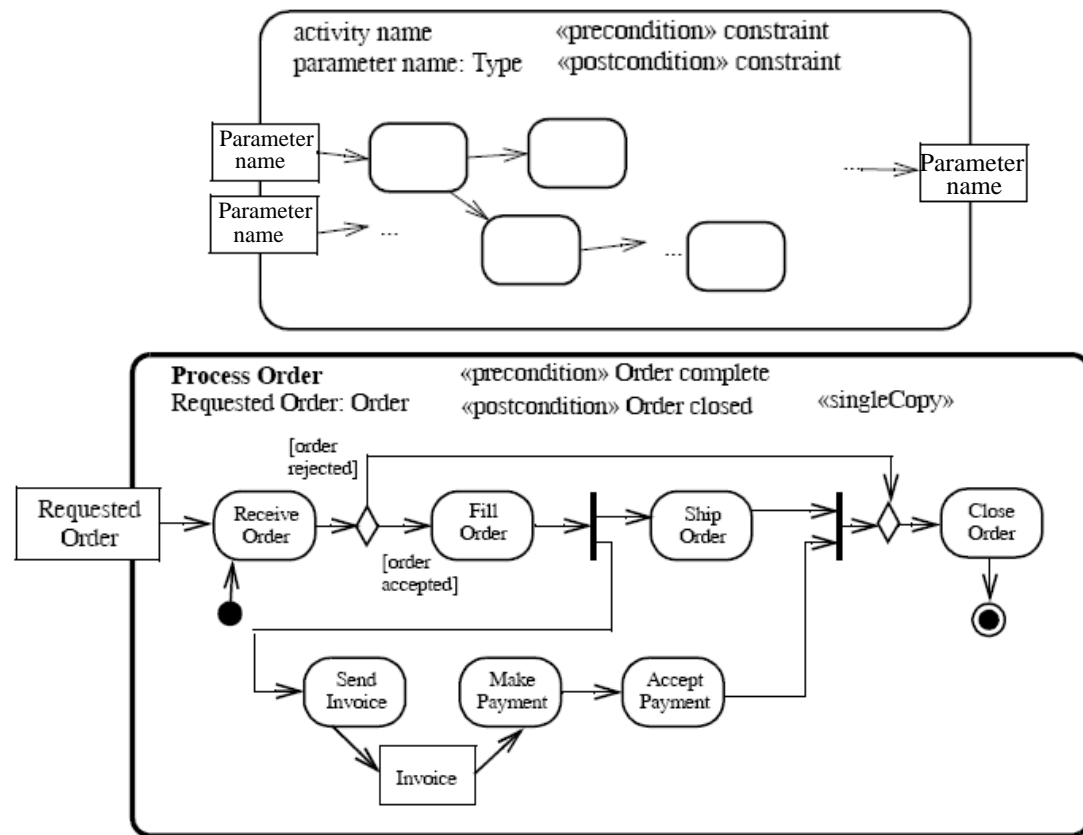 activity name
«precondition» constraint
parameter name: Type
«postcondition» constraint
Parameter
name
Parameter
name
...
...
...
Parameter
name
Process Order
«precondition» Order complete
Requested Order: Order
«postcondition» Order closed
«singleCopy»
[order
rejected]
Requested
Order
Receive
Order
Fill
Order
Ship
Order
Close
Order
[order
accepted]
Send
Invoice
Make
Payment
Accept
Payment
Invoice